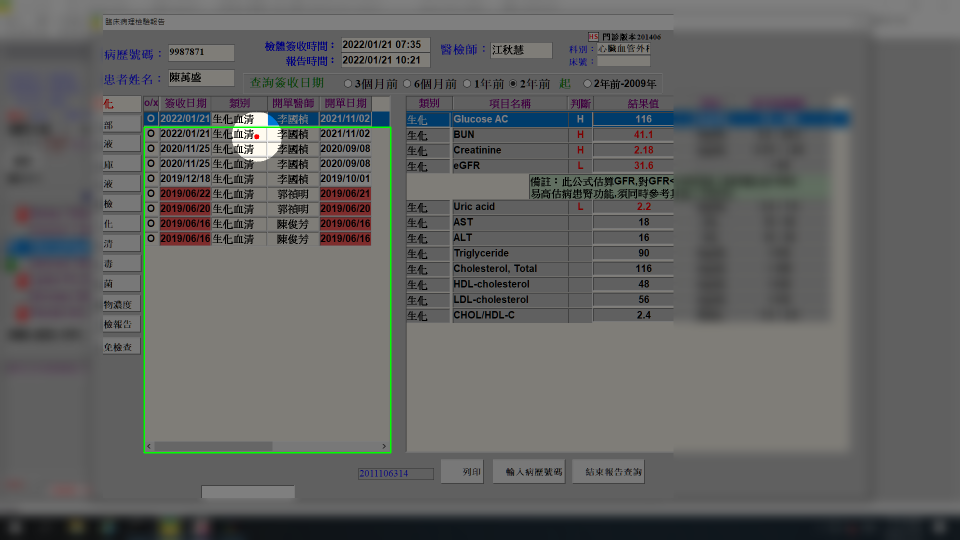 臨床病理檢驗報告
病歷號碼： 9987871 檢體簽收時間： 2022/01/21 07:35 醫檢師： 江秋慧 HS 門診版本201406
科別： 心臟血管外科
報告時間： 2022/01/21 10:21
床號：
患者姓名： 陳萬盛
查詢簽收日期 3個月前 6個月前 1年前 2年前 起 2年前-2009年
化 o/x 簽收日期 類別 開單醫師 開單日期
部 O 2022/01/21 生化血清 李國楨 2021/11/02
液 O 2022/01/21 生化血清 李國楨 2021/11/02
O 2020/11/25 生化血清 李國楨 2020/09/08
庫 O 2020/11/25 生化血清 李國楨 2020/09/08
液 O 2019/12/18 生化血清 李國楨 2019/10/01
檢 O 2019/06/22 生化血清 郭禎明 2019/06/21
O 2019/06/20 生化血清 郭禎明 2019/06/20
化 O 2019/06/16 生化血清 陳俊芳 2019/06/16
清 O 2019/06/16 生化血清 陳俊芳 2019/06/16
毒
菌
物濃度
檢報告
免檢查
類別 項目名稱 判斷 結果值
生化 Glucose AC H 116
生化 BUN H 41.1
生化 Creatinine H 2.18
生化 eGFR L 31.6
備註：此公式估算GFR,對GFR<
易高估病患腎功能,須同時參考其
生化 Uric acid L 2.2
生化 AST 18
生化 ALT 16
生化 Triglyceride 90
生化 Cholesterol, Total 116
生化 HDL-cholesterol 48
生化 LDL-cholesterol 56
生化 CHOL/HDL-C 2.4
2011106314 列印 輸入病歷號碼 結束報告查詢